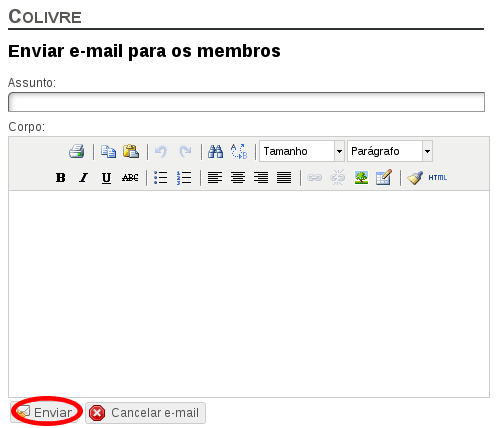 Colivre
Enviar e-mail para os membros
Assunto:
Corpo:
Tamanho Parágrafo
B I U ABC HTML
Enviar Cancelar e-mail